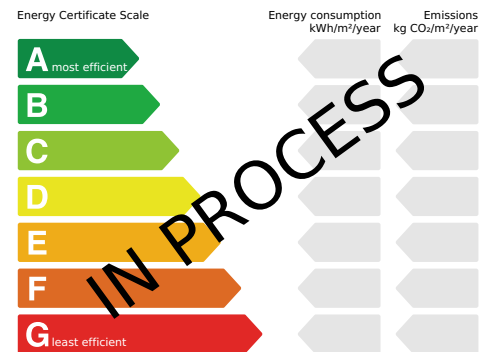 Energy Certificate Scale
Energy consumption
kWh/m²/year
Emissions
kg CO₂/m²/year
A most efficient
B
C
D
E
F
G least efficient
IN PROCESS